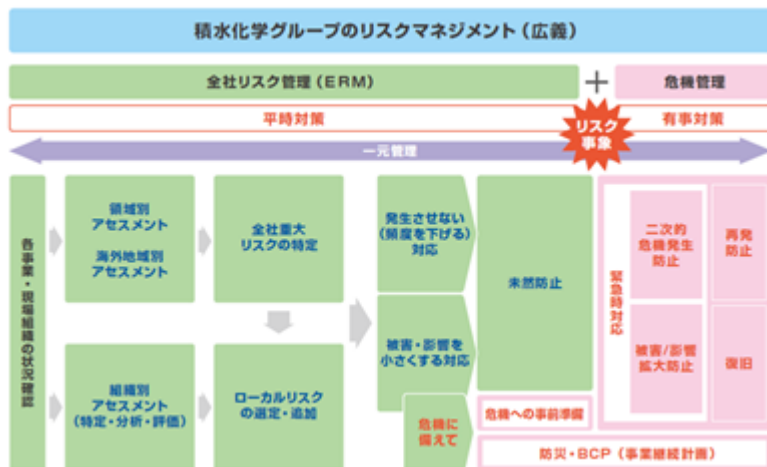 積水化学グループのリスクマネジメント（広義）
全社リスク管理（ERM）
＋
危機管理
平時対策
リスク
事象
有事対策
一元管理
各事業・現場組織の状況確認
領域別
アセスメント
海外地域別
アセスメント
全社重大
リスクの特定
発生させない
（頻度を下げる）
対応
未然防止
緊急時対応
二次的
危機発生
防止
再発
防止
組織別
アセスメント
（特定・分析・評価）
ローカルリスク
の選定・追加
被害・影響を
小さくする対応
被害/影響
拡大防止
復旧
危機に
備えて
危機への事前準備
防災・BCP（事業継続計画）